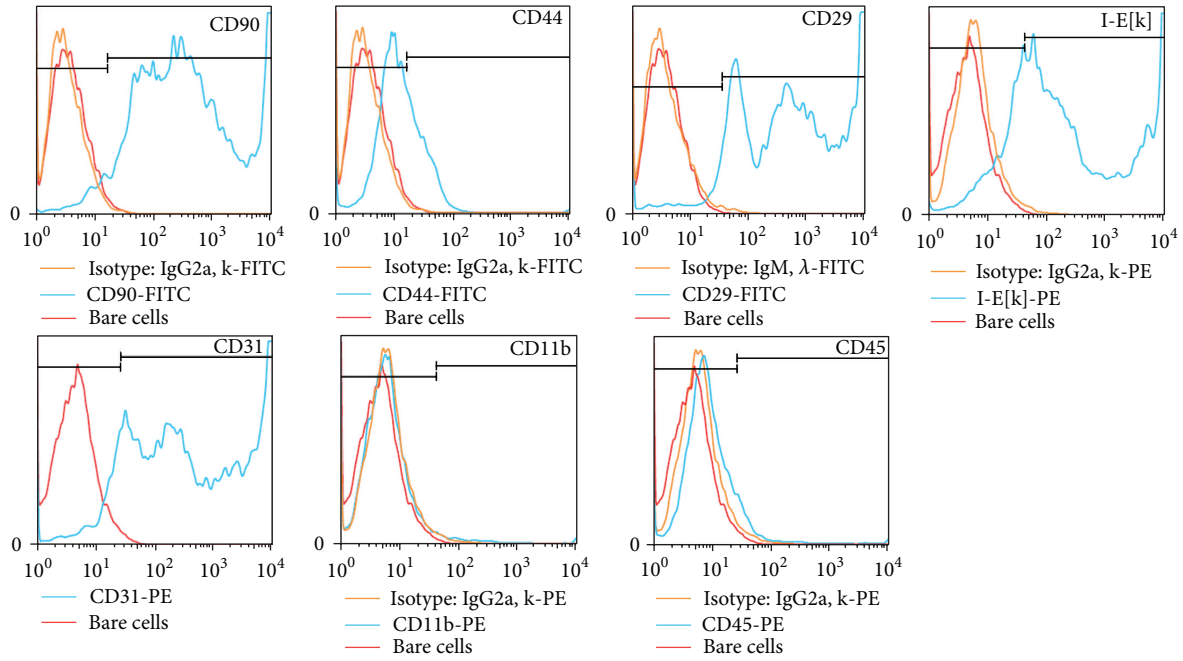 CD90
0
10^0 10^1 10^2 10^3 10^4
Isotype: IgG2a, k-FITC
CD90-FITC
Bare cells
CD44
0
10^0 10^1 10^2 10^3 10^4
Isotype: IgG2a, k-FITC
CD44-FITC
Bare cells
CD29
0
10^0 10^1 10^2 10^3 10^4
Isotype: IgM, λ-FITC
CD29-FITC
Bare cells
I-E[k]
0
10^0 10^1 10^2 10^3 10^4
Isotype: IgG2a, k-PE
I-E[k]-PE
Bare cells
CD31
0
10^0 10^1 10^2 10^3 10^4
CD31-PE
Bare cells
CD11b
0
10^0 10^1 10^2 10^3 10^4
Isotype: IgG2a, k-PE
CD11b-PE
Bare cells
CD45
0
10^0 10^1 10^2 10^3 10^4
Isotype: IgG2a, k-PE
CD45-PE
Bare cells